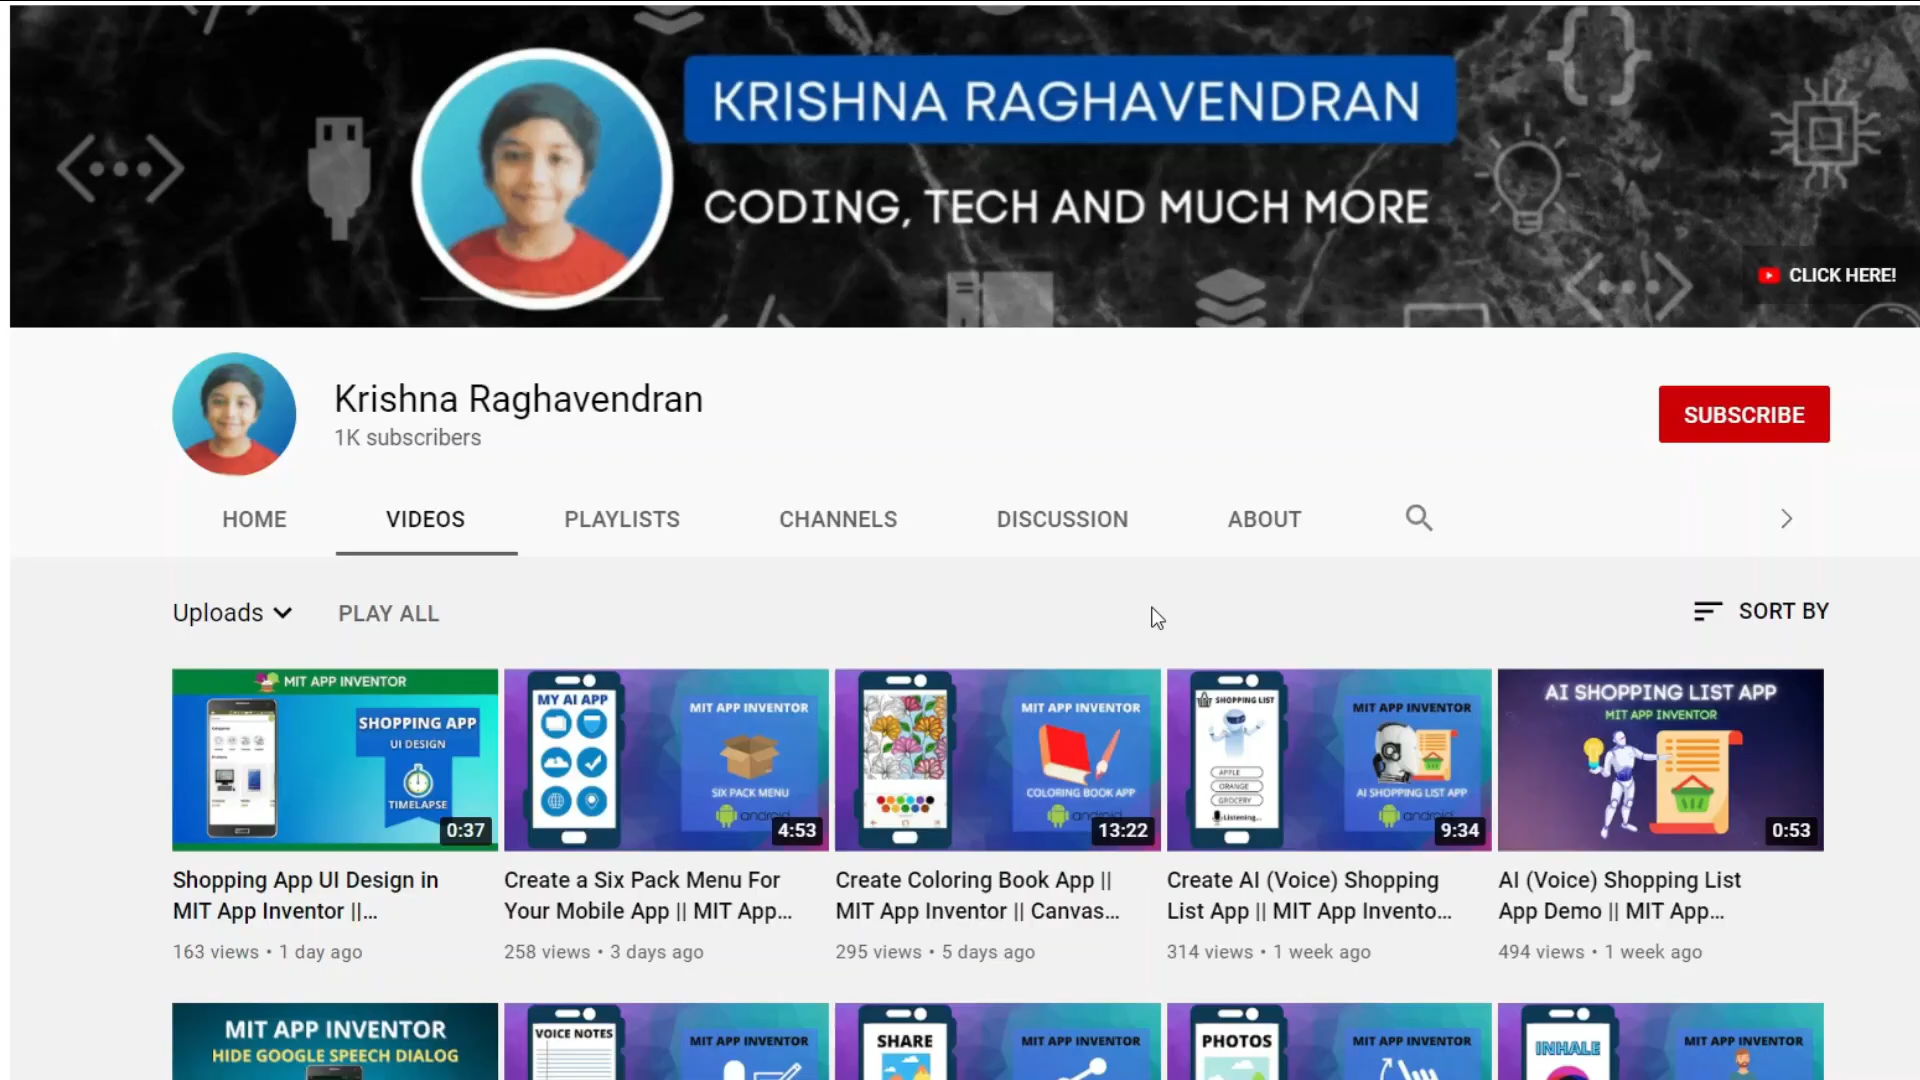 KRISHNA RAGHAVENDRAN
CODING, TECH AND MUCH MORE
CLICK HERE!
Krishna Raghavendran
1K subscribers
SUBSCRIBE
HOME
VIDEOS
PLAYLISTS
CHANNELS
DISCUSSION
ABOUT
Uploads
PLAY ALL
SORT BY
MIT APP INVENTOR
SHOPPING APP
UI DESIGN
TIMELAPSE
0:37
Shopping App UI Design in
MIT App Inventor ||...
163 views • 1 day ago
MY AI APP
MIT APP INVENTOR
SIX PACK MENU
android
4:53
Create a Six Pack Menu For
Your Mobile App || MIT App...
258 views • 3 days ago
MIT APP INVENTOR
COLORING BOOK APP
android
13:22
Create Coloring Book App ||
MIT App Inventor || Canvas...
295 views • 5 days ago
SHOPPING LIST
APPLE
ORANGE
GROCERY
Listening...
MIT APP INVENTOR
AI SHOPPING LIST APP
android
9:34
Create AI (Voice) Shopping
List App || MIT App Invento...
314 views • 1 week ago
AI SHOPPING LIST APP
MIT APP INVENTOR
0:53
AI (Voice) Shopping List
App Demo || MIT App...
494 views • 1 week ago
MIT APP INVENTOR
HIDE GOOGLE SPEECH DIALOG
VOICE NOTES
MIT APP INVENTOR
SHARE
MIT APP INVENTOR
PHOTOS
MIT APP INVENTOR
INHALE
MIT APP INVENTOR